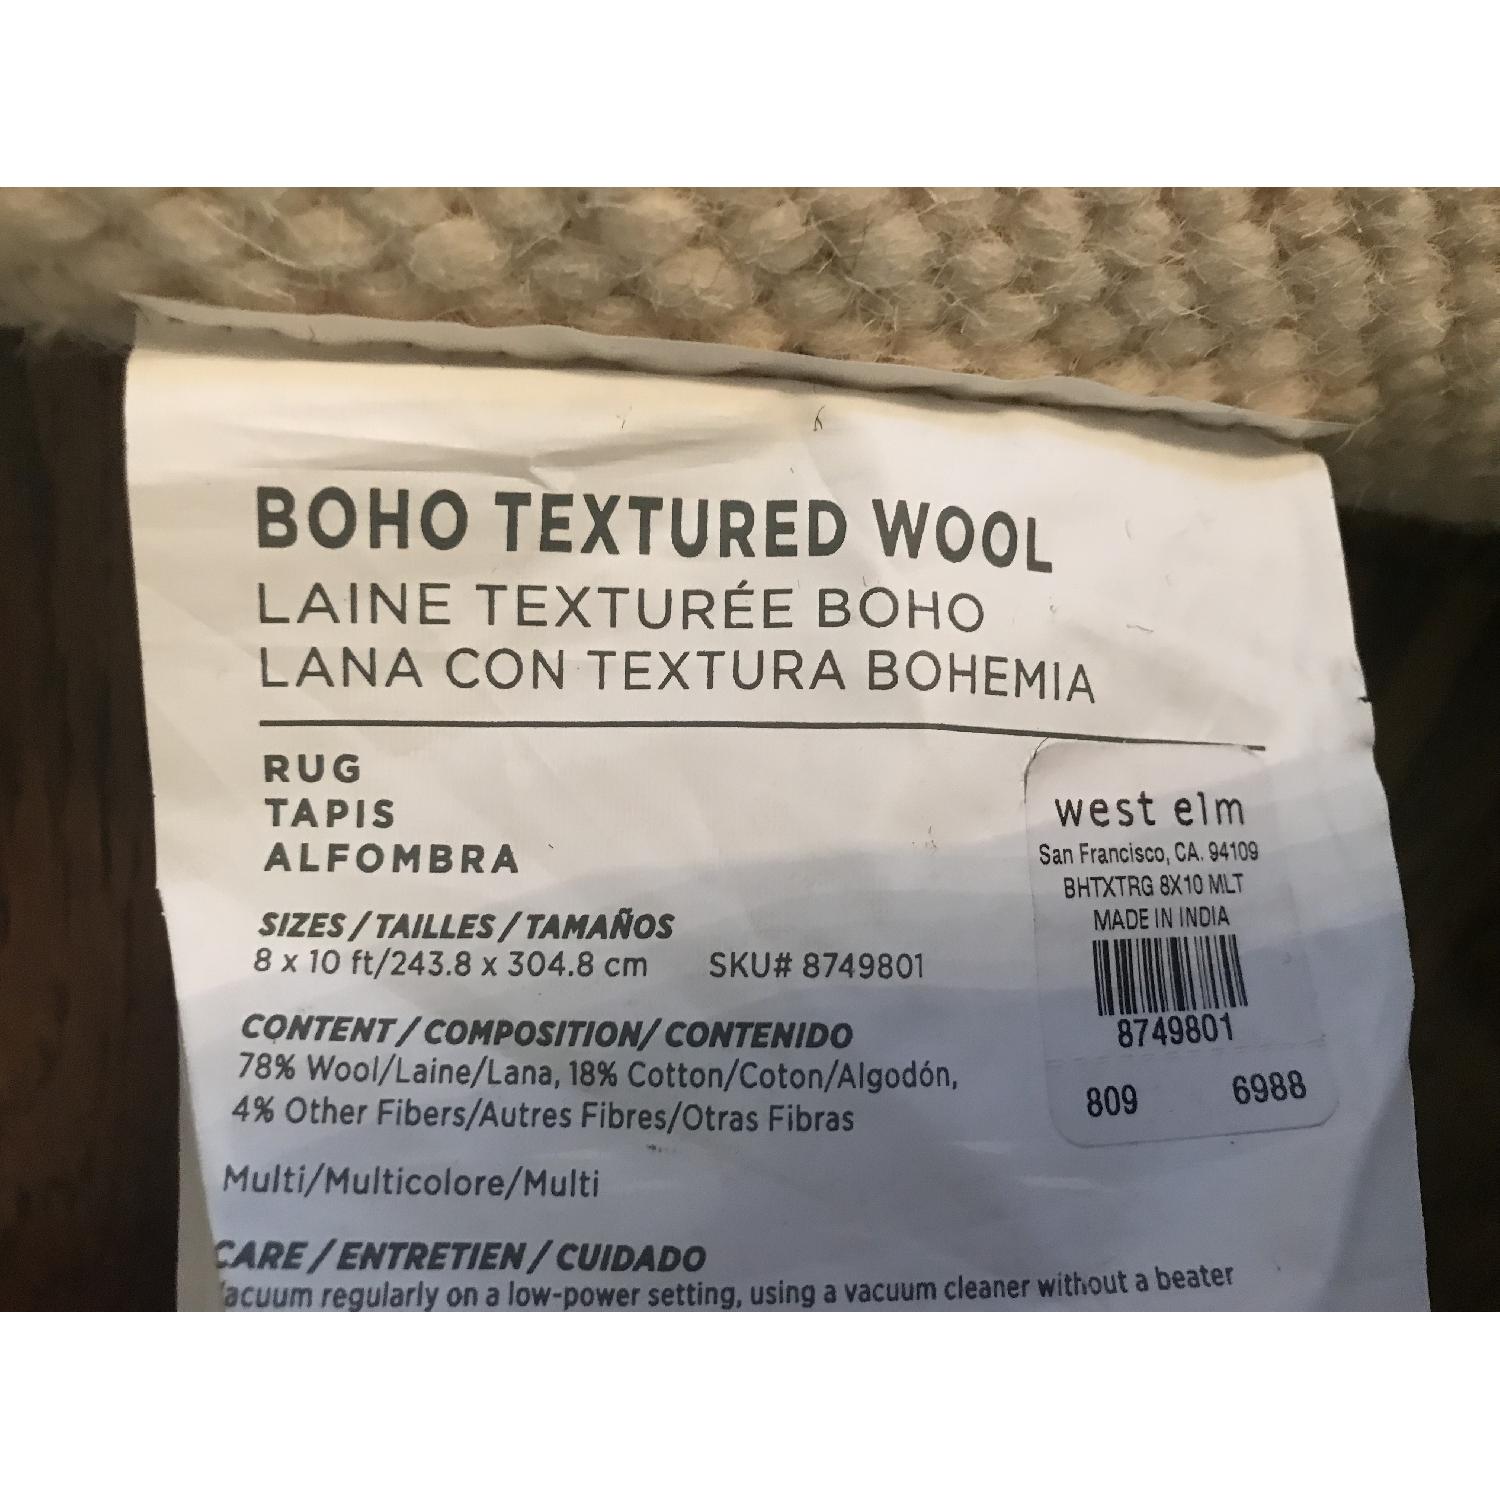 BOHO TEXTURED WOOL
LAINE TEXTURÉE BOHO
LANA CON TEXTURA BOHEMIA
RUG
TAPIS
ALFOMBRA
SIZES / TAILLES / TAMAÑOS
8 x 10 ft/243.8 x 304.8 cm SKU# 8749801
CONTENT / COMPOSITION/ CONTENIDO
78% Wool/Laine/Lana, 18% Cotton/Coton/Algodón,
4% Other Fibers/Autres Fibres/Otras Fibras
Multi/Multicolore/Multi
CARE / ENTRETIEN / CUIDADO
Vacuum regularly on a low-power setting, using a vacuum cleaner without a beater
west elm
San Francisco, CA. 94109
BHTXTRG 8X10 MLT
MADE IN INDIA
8749801
809 6988